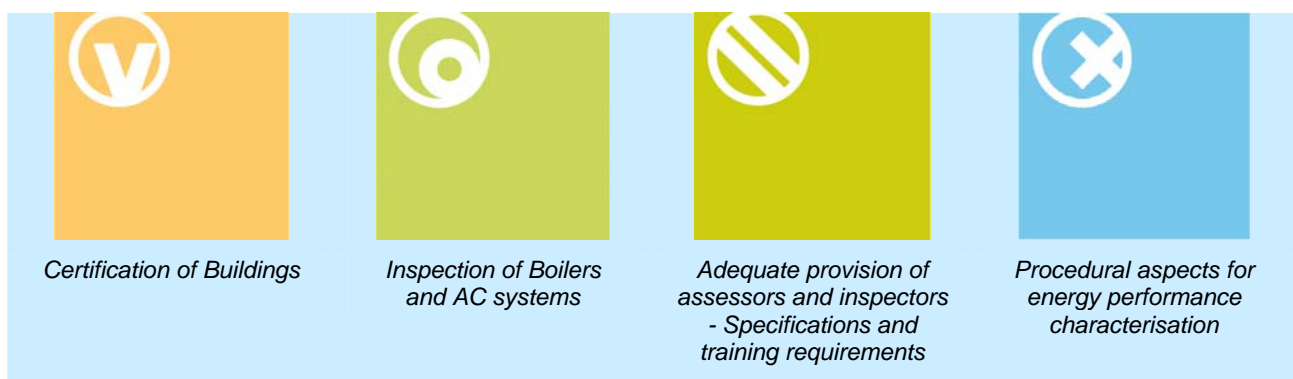 Certification of Buildings
Inspection of Boilers
and AC systems
Adequate provision of
assessors and inspectors
- Specifications and
training requirements
Procedural aspects for
energy performance
characterisation